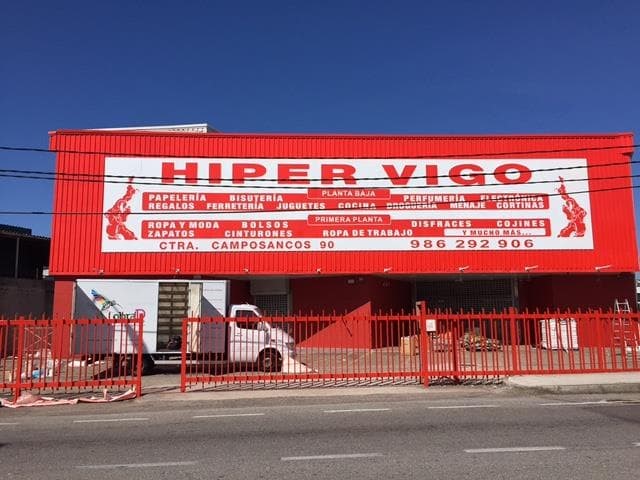 HIPER VIGO
PLANTA BAJA
PAPELERÍA BISUTERÍA PERFUMERÍA ELECTRÓNICA
REGALOS FERRETERÍA JUGUETES COCINA DROGUERÍA MENAJE CORTINAS
PRIMERA PLANTA
ROPA Y MODA BOLSOS DISFRACES COJINES
ZAPATOS CINTURONES ROPA DE TRABAJO Y MUCHO MÁS...
CTRA. CAMPOSANCOS 90 986 292 906